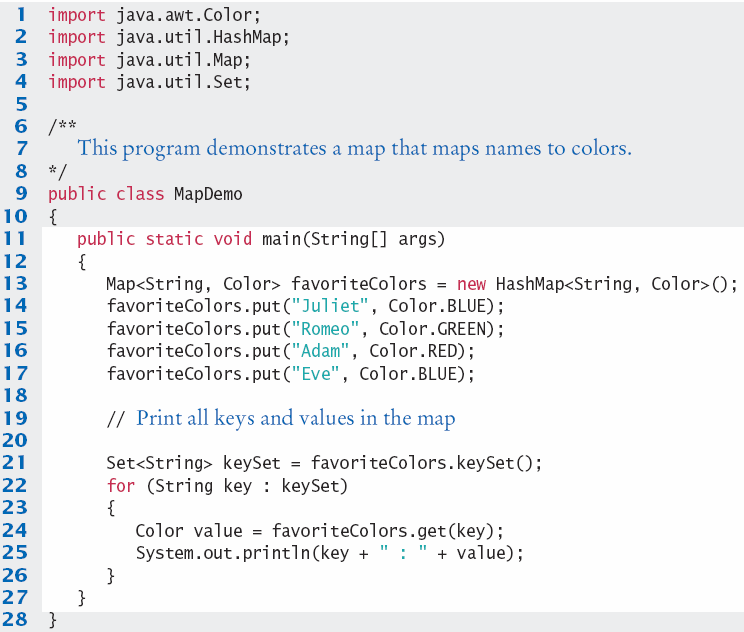 1 import java.awt.Color;
2 import java.util.HashMap;
3 import java.util.Map;
4 import java.util.Set;
5
6 /**
7    This program demonstrates a map that maps names to colors.
8 */
9 public class MapDemo
10 {
11    public static void main(String[] args)
12    {
13       Map<String, Color> favoriteColors = new HashMap<String, Color>();
14       favoriteColors.put("Juliet", Color.BLUE);
15       favoriteColors.put("Romeo", Color.GREEN);
16       favoriteColors.put("Adam", Color.RED);
17       favoriteColors.put("Eve", Color.BLUE);
18
19       // Print all keys and values in the map
20
21       Set<String> keySet = favoriteColors.keySet();
22       for (String key : keySet)
23       {
24          Color value = favoriteColors.get(key);
25          System.out.println(key + " : " + value);
26       }
27    }
28 }